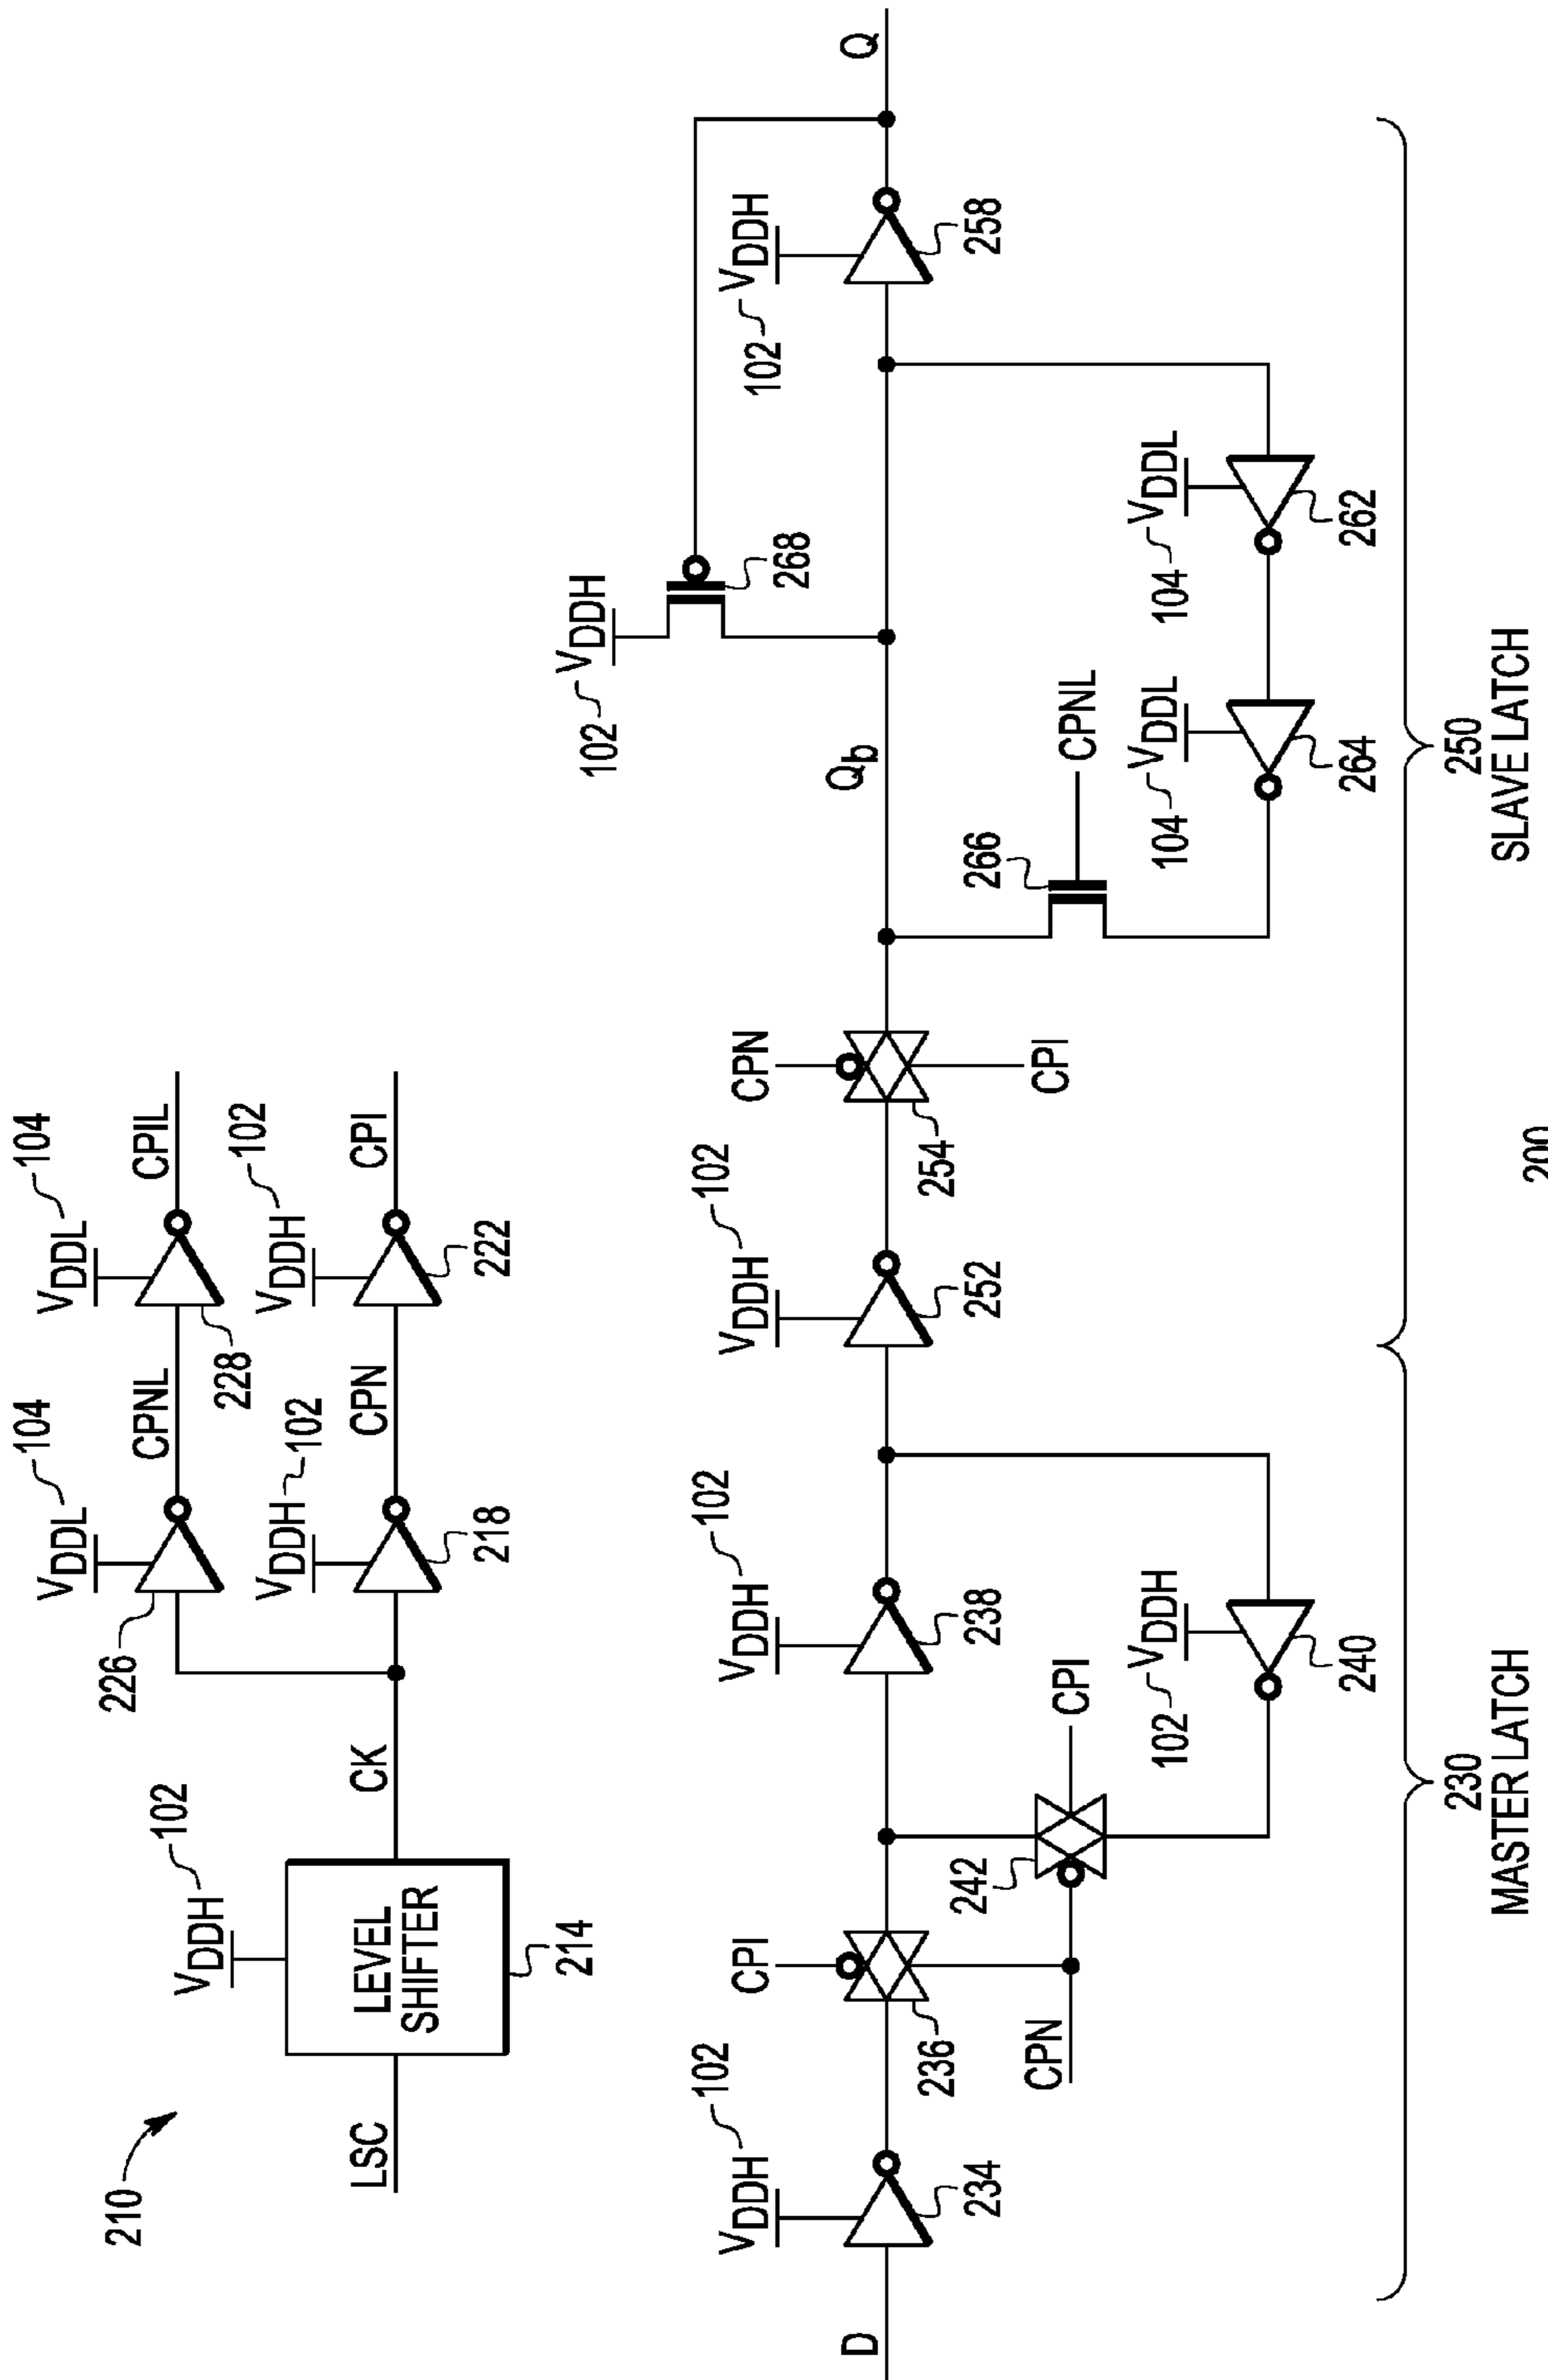 210
LSC
LEVEL
SHIFTER
214
VDDH 102
CK
226
VDDL 104
CPNL
228
VDDL 104
CPIL
VDDH 102
218
CPN
VDDH 102
222
CPI
D
VDDH 102
234
CPI
236
CPN
242
CPI
VDDH 102
238
102 VDDH
240
VDDH 102
252
CPN
254
CPI
266
CPNL
Qb
102 VDDH
268
104 VDDL
264
104 VDDL
262
102 VDDH
258
Q
230
MASTER LATCH
250
SLAVE LATCH
200